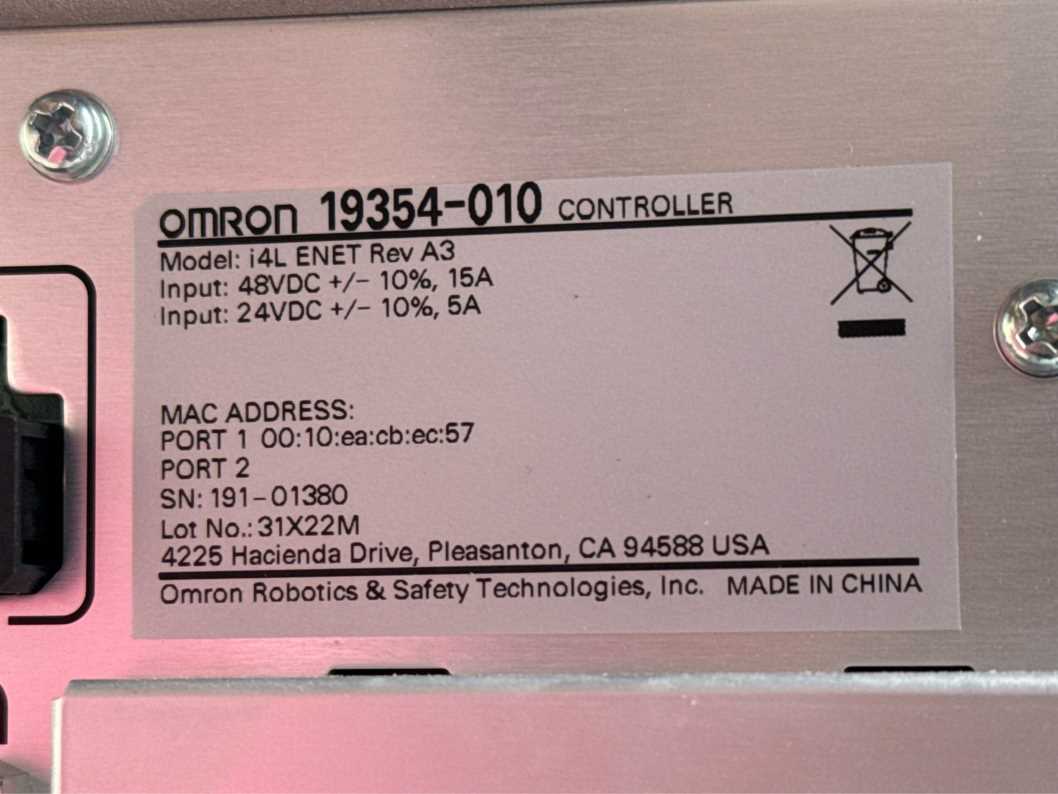 OMRON 19354-010 CONTROLLER
Model: i4L ENET Rev A3
Input: 48VDC +/- 10%, 15A
Input: 24VDC +/- 10%, 5A
MAC ADDRESS:
PORT 1 00:10:ea:cb:ec:57
PORT 2
SN: 191-01380
Lot No.: 31X22M
4225 Hacienda Drive, Pleasanton, CA 94588 USA
Omron Robotics & Safety Technologies, Inc. MADE IN CHINA